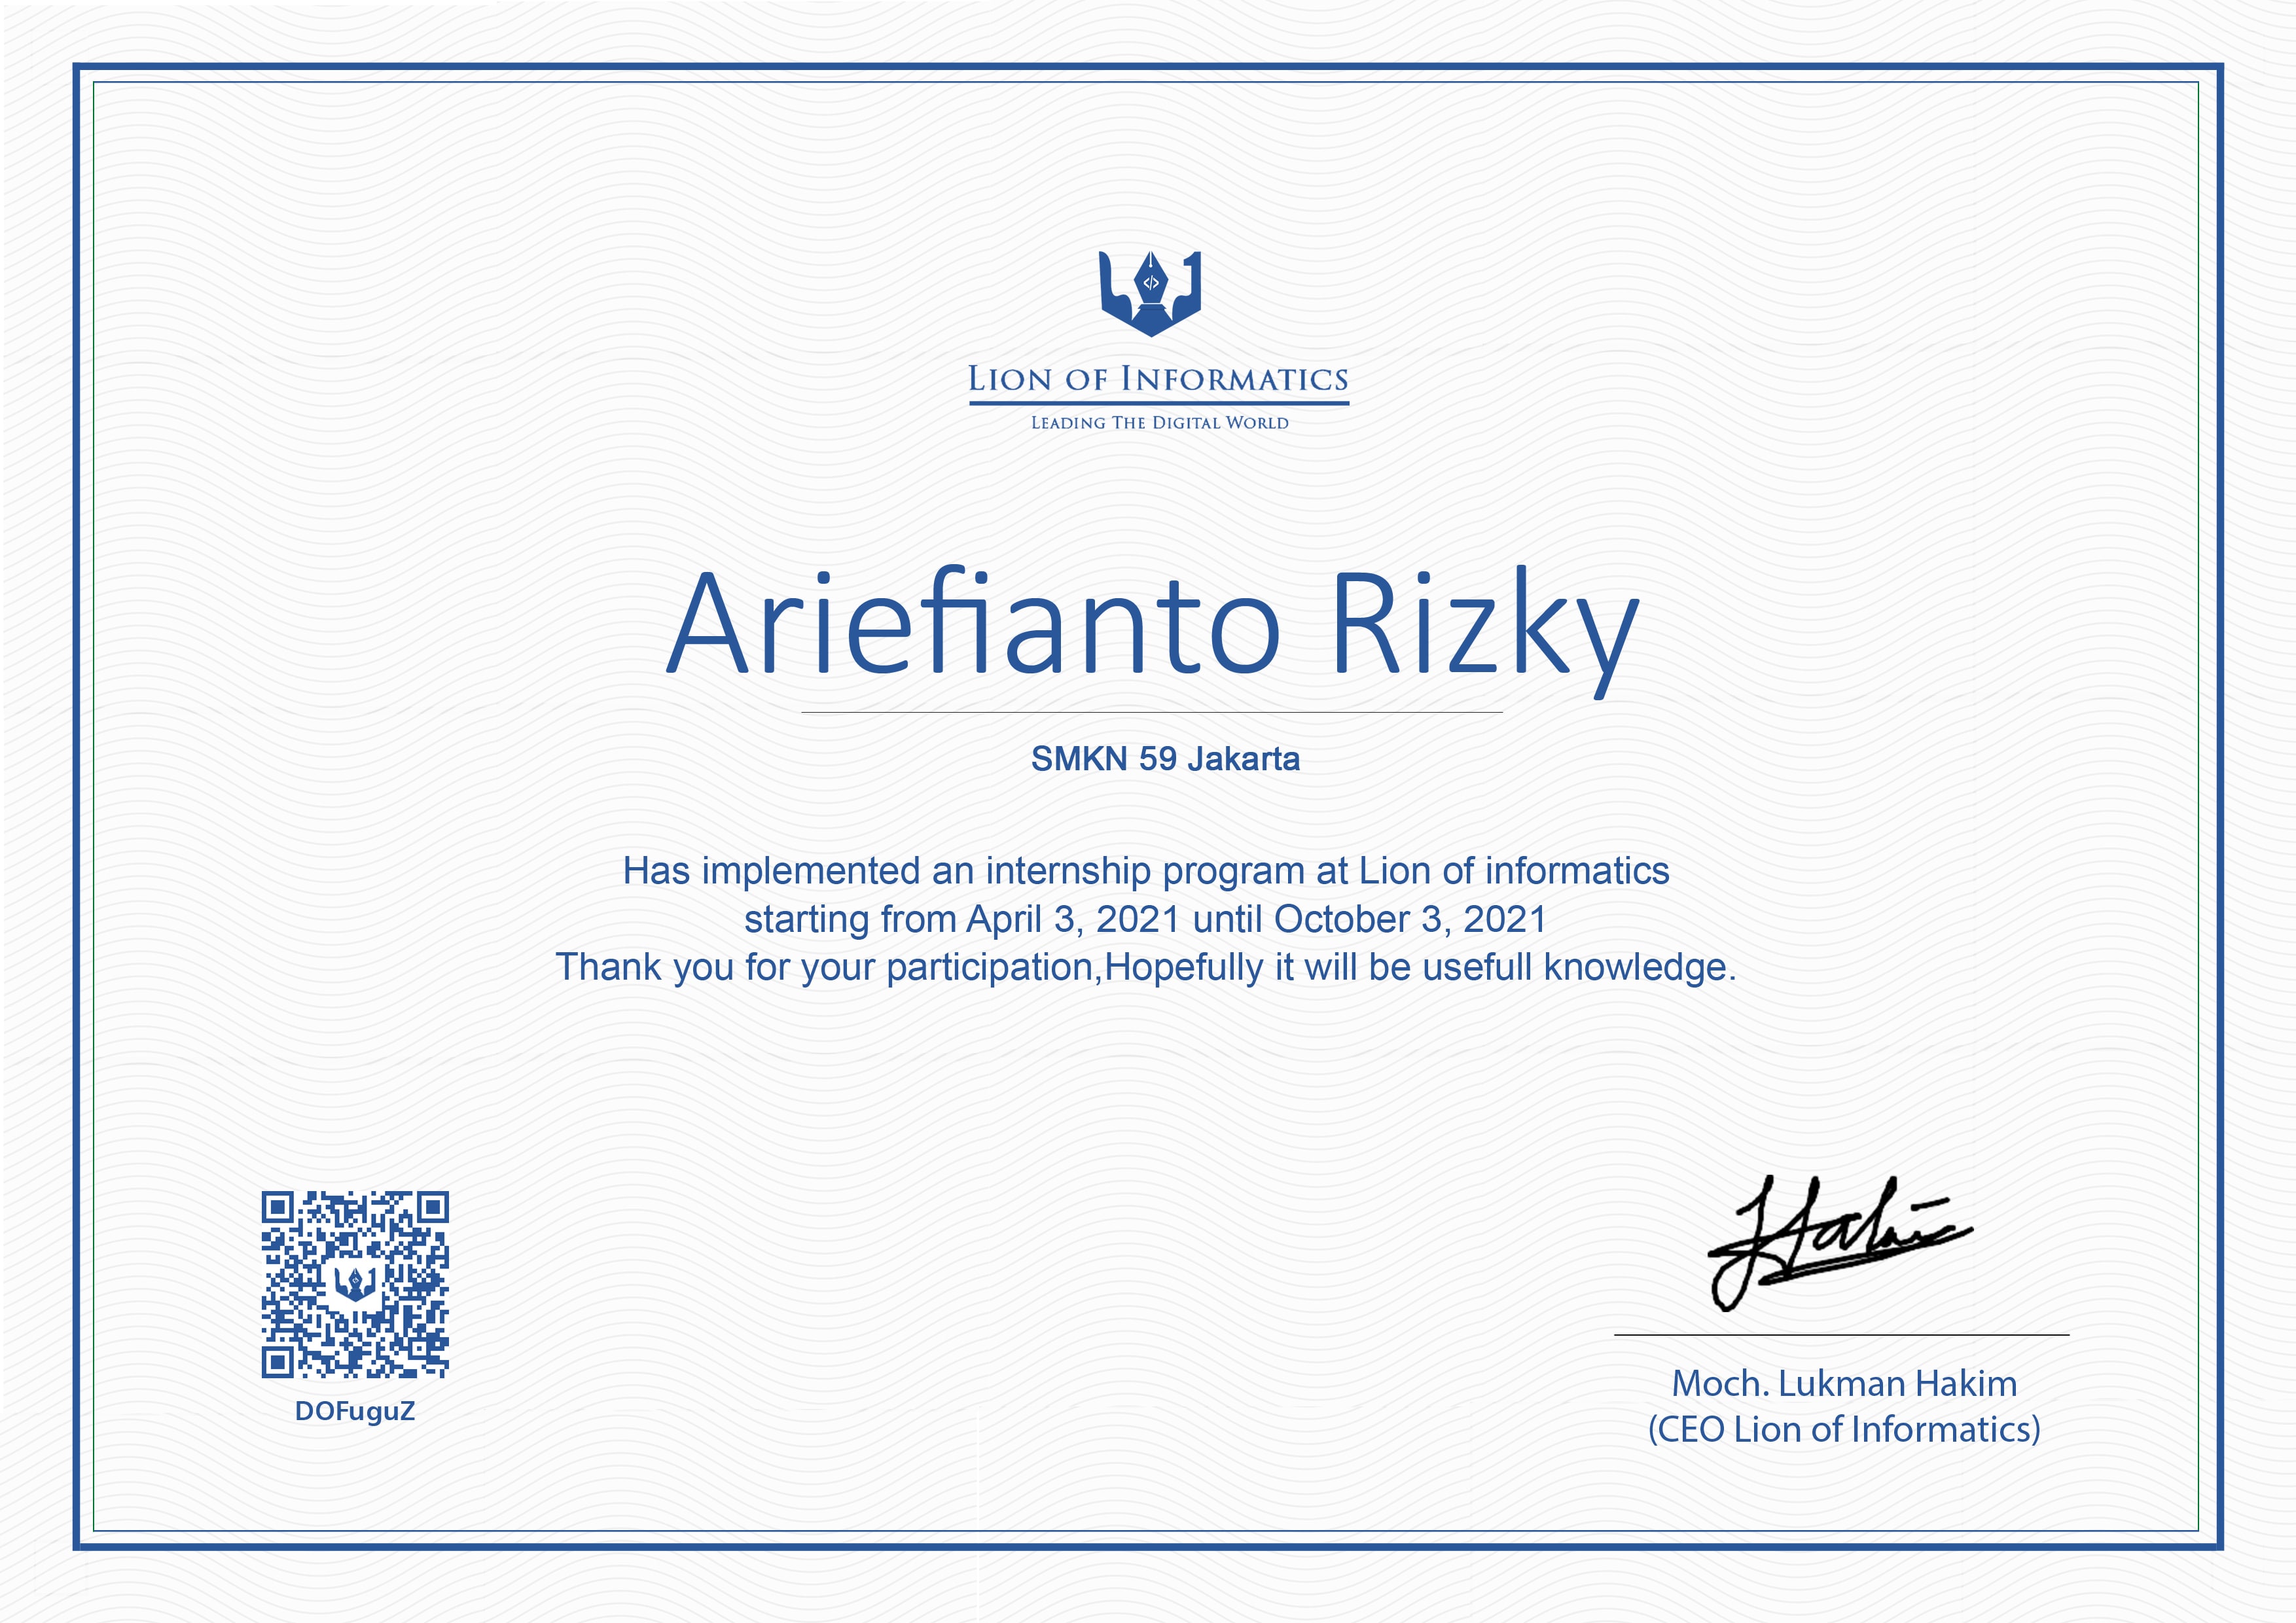 Lion of Informatics
Leading The Digital World
Ariefianto Rizky
SMKN 59 Jakarta
Has implemented an internship program at Lion of informatics
starting from April 3, 2021 until October 3, 2021
Thank you for your participation,Hopefully it will be usefull knowledge.
DOFuguZ
Hakim
Moch. Lukman Hakim
(CEO Lion of Informatics)